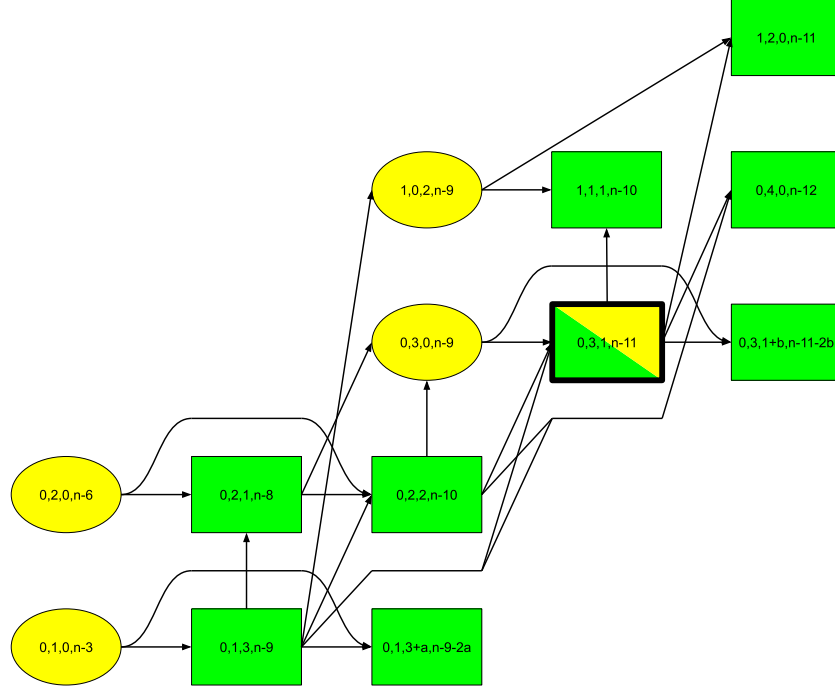 1,2,0,n-11
1,0,2,n-9
1,1,1,n-10
0,4,0,n-12
0,3,0,n-9
0,3,1,n-11
0,3,1+b,n-11-2b
0,2,0,n-6
0,2,1,n-8
0,2,2,n-10
0,1,0,n-3
0,1,3,n-9
0,1,3+a,n-9-2a